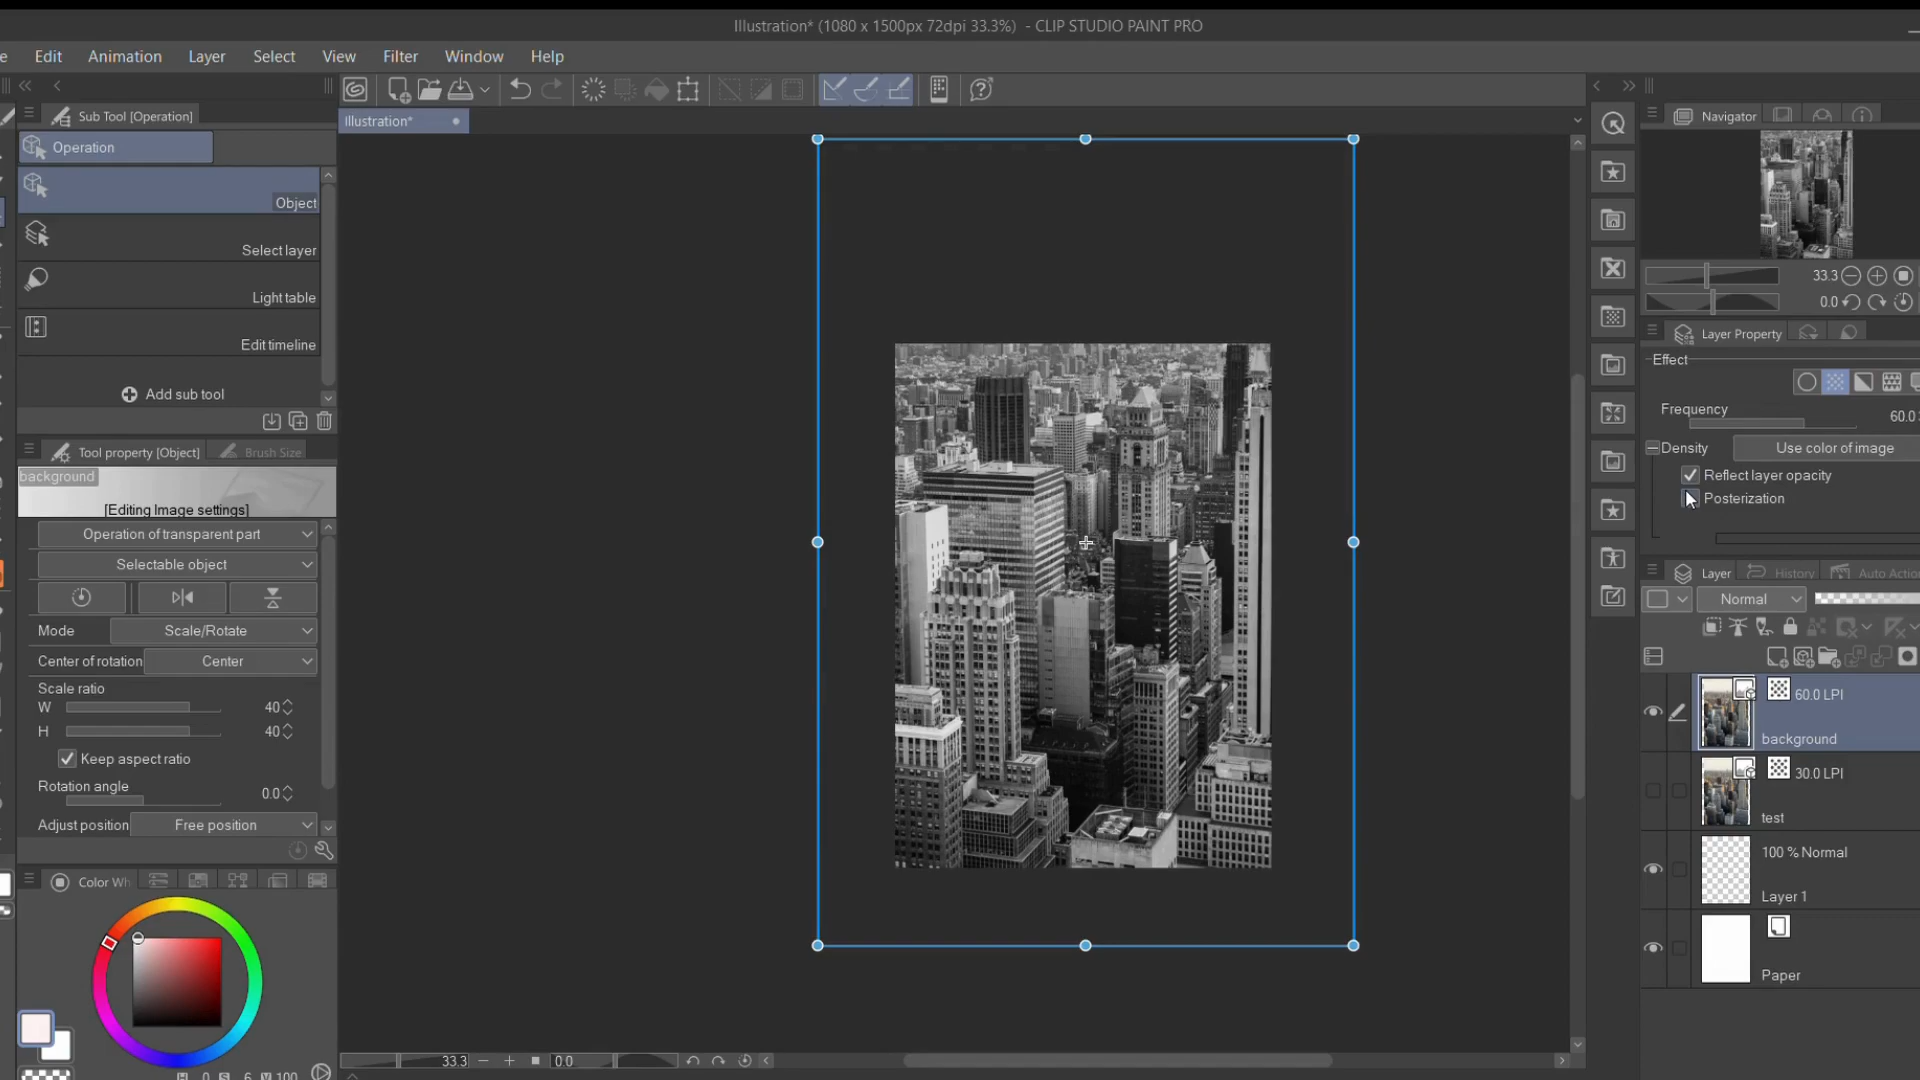 Illustration* (1080 x 1500px 72dpi 33.3%) - CLIP STUDIO PAINT PRO
e Edit Animation Layer Select View Filter Window Help
Sub Tool [Operation]
Operation
Object
Select layer
Light table
Edit timeline
Add sub tool
Tool property [Object] Brush Size
background
[Editing Image settings]
Operation of transparent part
Selectable object
Mode Scale/Rotate
Center of rotation Center
Scale ratio
W 40
H 40
Keep aspect ratio
Rotation angle 0.0
Adjust position Free position
Color Wh
H 0 S 6 V 100
Illustration*
33.3 0.0
Navigator
33.3
0.0
Layer Property
Effect
Frequency 60.0
Density Use color of image
Reflect layer opacity
Posterization
Layer History Auto Action
Normal
60.0 LPI
background
30.0 LPI
test
100 % Normal
Layer 1
Paper